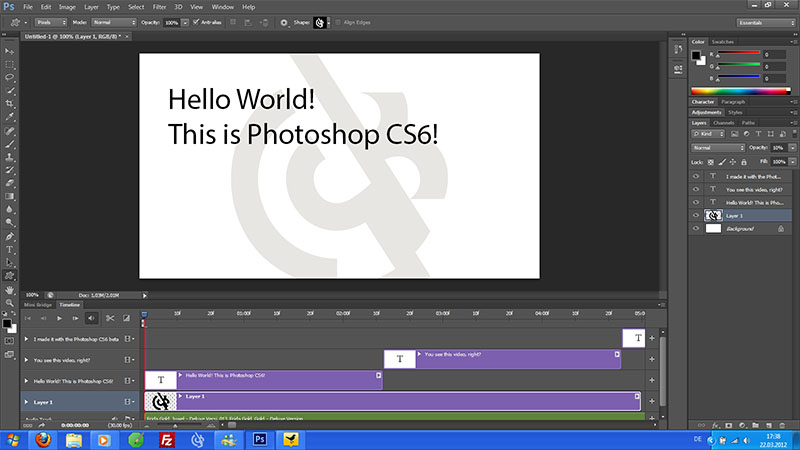 Ps File Edit Image Layer Type Select Filter 3D View Window Help
Pixels Mode: Normal Opacity: 100% Anti-alias Shape: Align Edges Essentials
Untitled-1 @ 100% (Layer 1, RGB/8) *
Hello World!
This is Photoshop CS6!
Color Swatches
R 0
G 0
B 0
Character Paragraph
Adjustments Styles
Layers Channels Paths
Kind
Normal Opacity: 10%
Lock: Fill: 100%
T I made it with the Phot...
T You see this video, right?
T Hello World! This is Pho...
Layer 1
Background
100% Doc: 1,03M/2,01M
Mini Bridge Timeline
10f 20f 01:00f 10f 20f 02:00f 10f 20f 03:00f 10f 20f 04:00f 10f 20f 05:0
I made it with the Photoshop CS6 beta T
You see this video, right? T You see this video, right?
Hello World! This is Photoshop CS6! T Hello World! This is Photoshop CS6!
Layer 1 Layer 1
Audio Track
0:00:00:00 (30,00 fps)
Fz Ps DE 17:38
22.03.2012